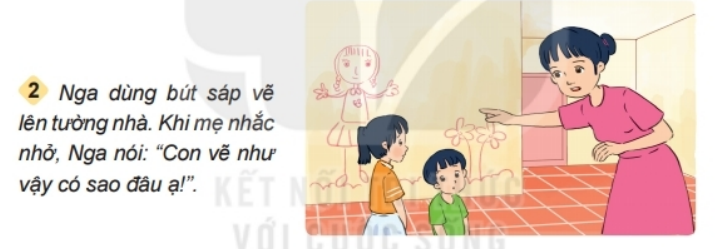 2 Nga dùng bút sáp vẽ
lên tường nhà. Khi mẹ nhắc
nhở, Nga nói: “Con vẽ như
vậy có sao đâu ạ!”.
KẾT NỐI TRI THỨC
VỚI CUỘC SỐNG